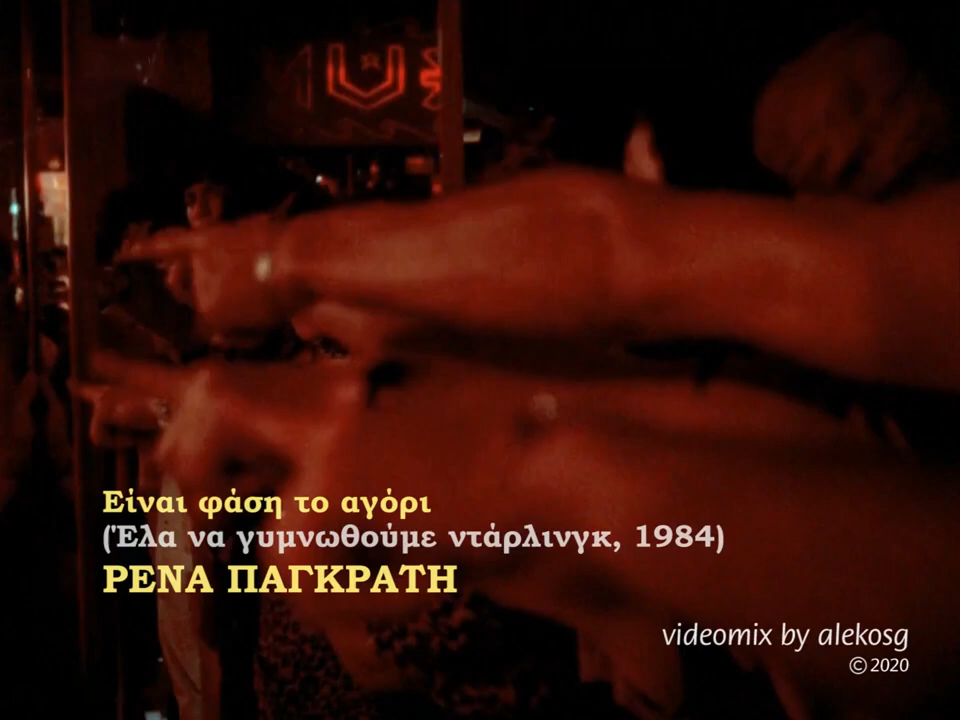 Είναι φάση το αγόρι
(Έλα να γυμνωθούμε ντάρλινγκ, 1984)
ΡΕΝΑ ΠΑΓΚΡΑΤΗ
videomix by alekosg
© 2020